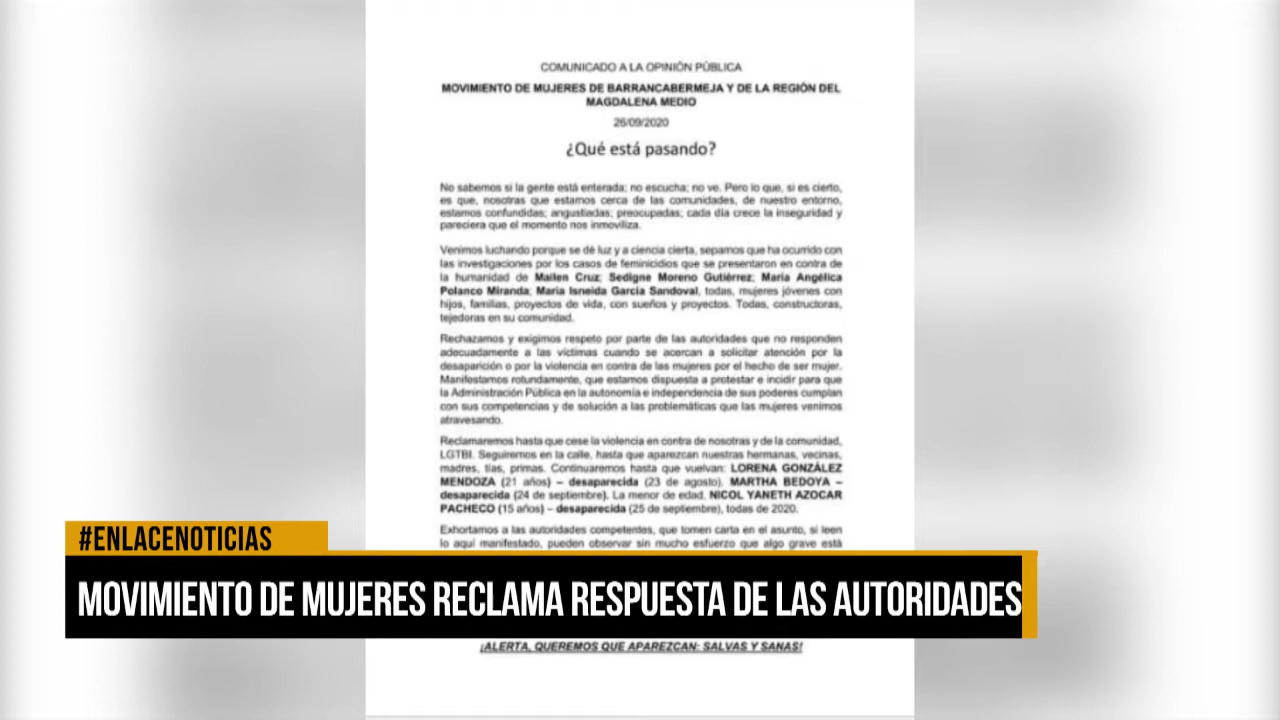 COMUNICADO A LA OPINIÓN PÚBLICA
MOVIMIENTO DE MUJERES DE BARRANCABERMEJA Y DE LA REGIÓN DEL
MAGDALENA MEDIO
26/09/2020
¿Qué está pasando?
No sabemos si la gente está enterada; no escucha; no ve. Pero lo que, si es cierto,
es que, nosotras que estamos cerca de las comunidades, de nuestro entorno,
estamos confundidas; angustiadas; preocupadas; cada día crece la inseguridad y
pareciera que el momento nos inmoviliza.
Venimos luchando porque se dé luz y a ciencia cierta, sepamos que ha ocurrido con
las investigaciones por los casos de feminicidios que se presentaron en contra de
la humanidad de Mailen Cruz; Sedigne Moreno Gutiérrez; María Angélica
Polanco Miranda; Maria Isneida García Sandoval, todas, mujeres jóvenes con
hijos, familias, proyectos de vida, con sueños y proyectos. Todas, constructoras,
tejedoras en su comunidad.
Rechazamos y exigimos respeto por parte de las autoridades que no responden
adecuadamente a las víctimas cuando se acercan a solicitar atención por la
desaparición o por la violencia en contra de las mujeres por el hecho de ser mujer.
Manifestamos rotundamente, que estamos dispuesta a protestar e incidir para que
la Administración Pública en la autonomía e independencia de sus poderes cumplan
con sus competencias y de solución a las problemáticas que las mujeres venimos
atravesando.
Reclamaremos hasta que cese la violencia en contra de nosotras y de la comunidad,
LGTBI. Seguiremos en la calle, hasta que aparezcan nuestras hermanas, vecinas,
madres, tías, primas. Continuaremos hasta que vuelvan: LORENA GONZÁLEZ
MENDOZA (21 años) – desaparecida (23 de agosto). MARTHA BEDOYA –
desaparecida (24 de septiembre). La menor de edad. NICOL YANETH AZOCAR
PACHECO (15 años) – desaparecida (25 de septiembre), todas de 2020.
Exhortamos a las autoridades competentes, que tomen carta en el asunto, si leen
lo aquí manifestado, pueden observar sin mucho esfuerzo que algo grave está
#ENLACENOTICIAS
MOVIMIENTO DE MUJERES RECLAMA RESPUESTA DE LAS AUTORIDADES
¡ALERTA, QUEREMOS QUE APAREZCAN: SALVAS Y SANAS!